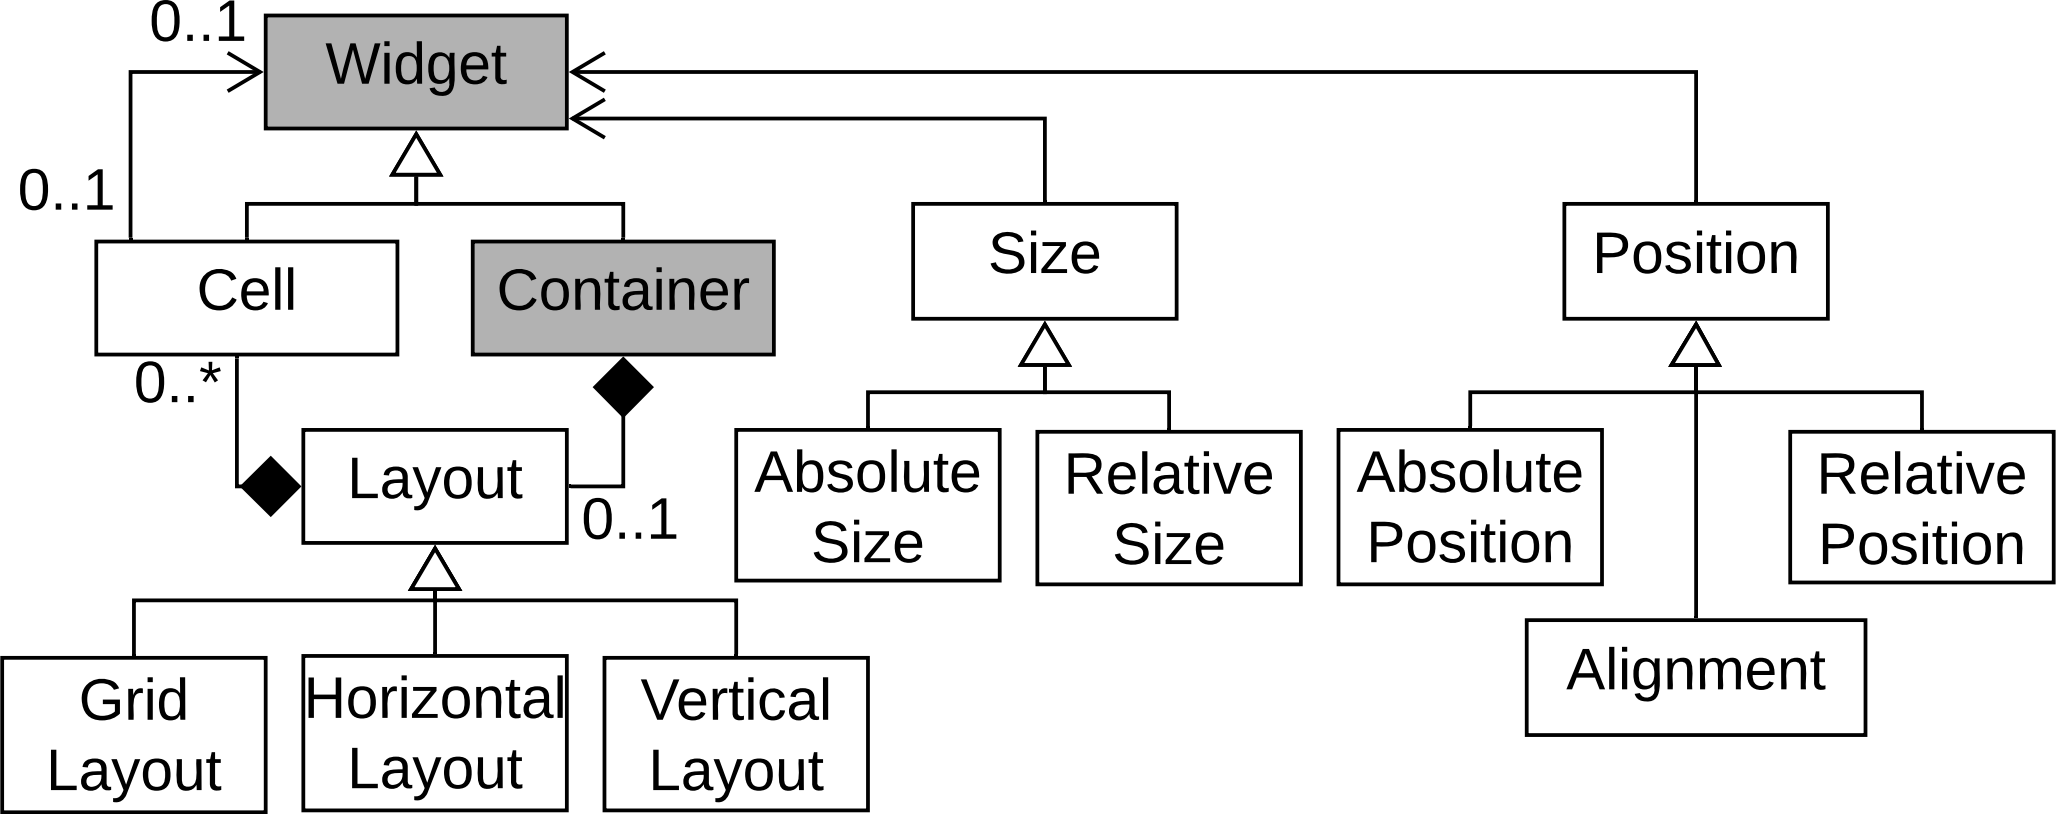 0..1
Widget
0..1
Cell
Container
Size
Position
0..*
Layout
0..1
Absolute
Size
Relative
Size
Absolute
Position
Relative
Position
Grid
Layout
Horizontal
Layout
Vertical
Layout
Alignment